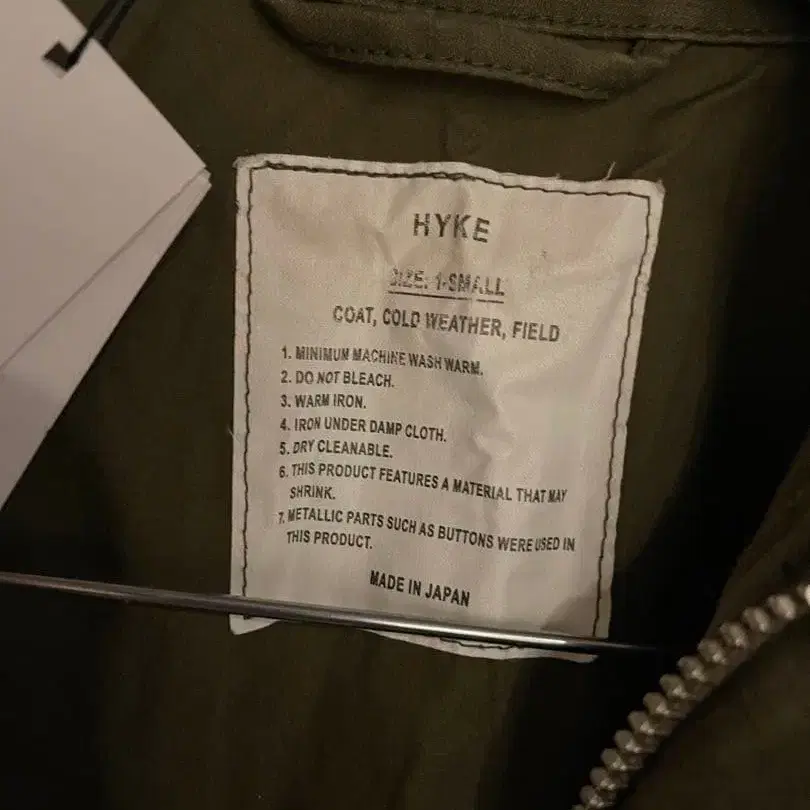 HYKE
SIZE: 1-SMALL
COAT, COLD WEATHER, FIELD
1. MINIMUM MACHINE WASH WARM.
2. DO NOT BLEACH.
3. WARM IRON.
4. IRON UNDER DAMP CLOTH.
5. DRY CLEANABLE.
6. THIS PRODUCT FEATURES A MATERIAL THAT MAY
SHRINK.
7. METALLIC PARTS SUCH AS BUTTONS WERE USED IN
THIS PRODUCT.
MADE IN JAPAN